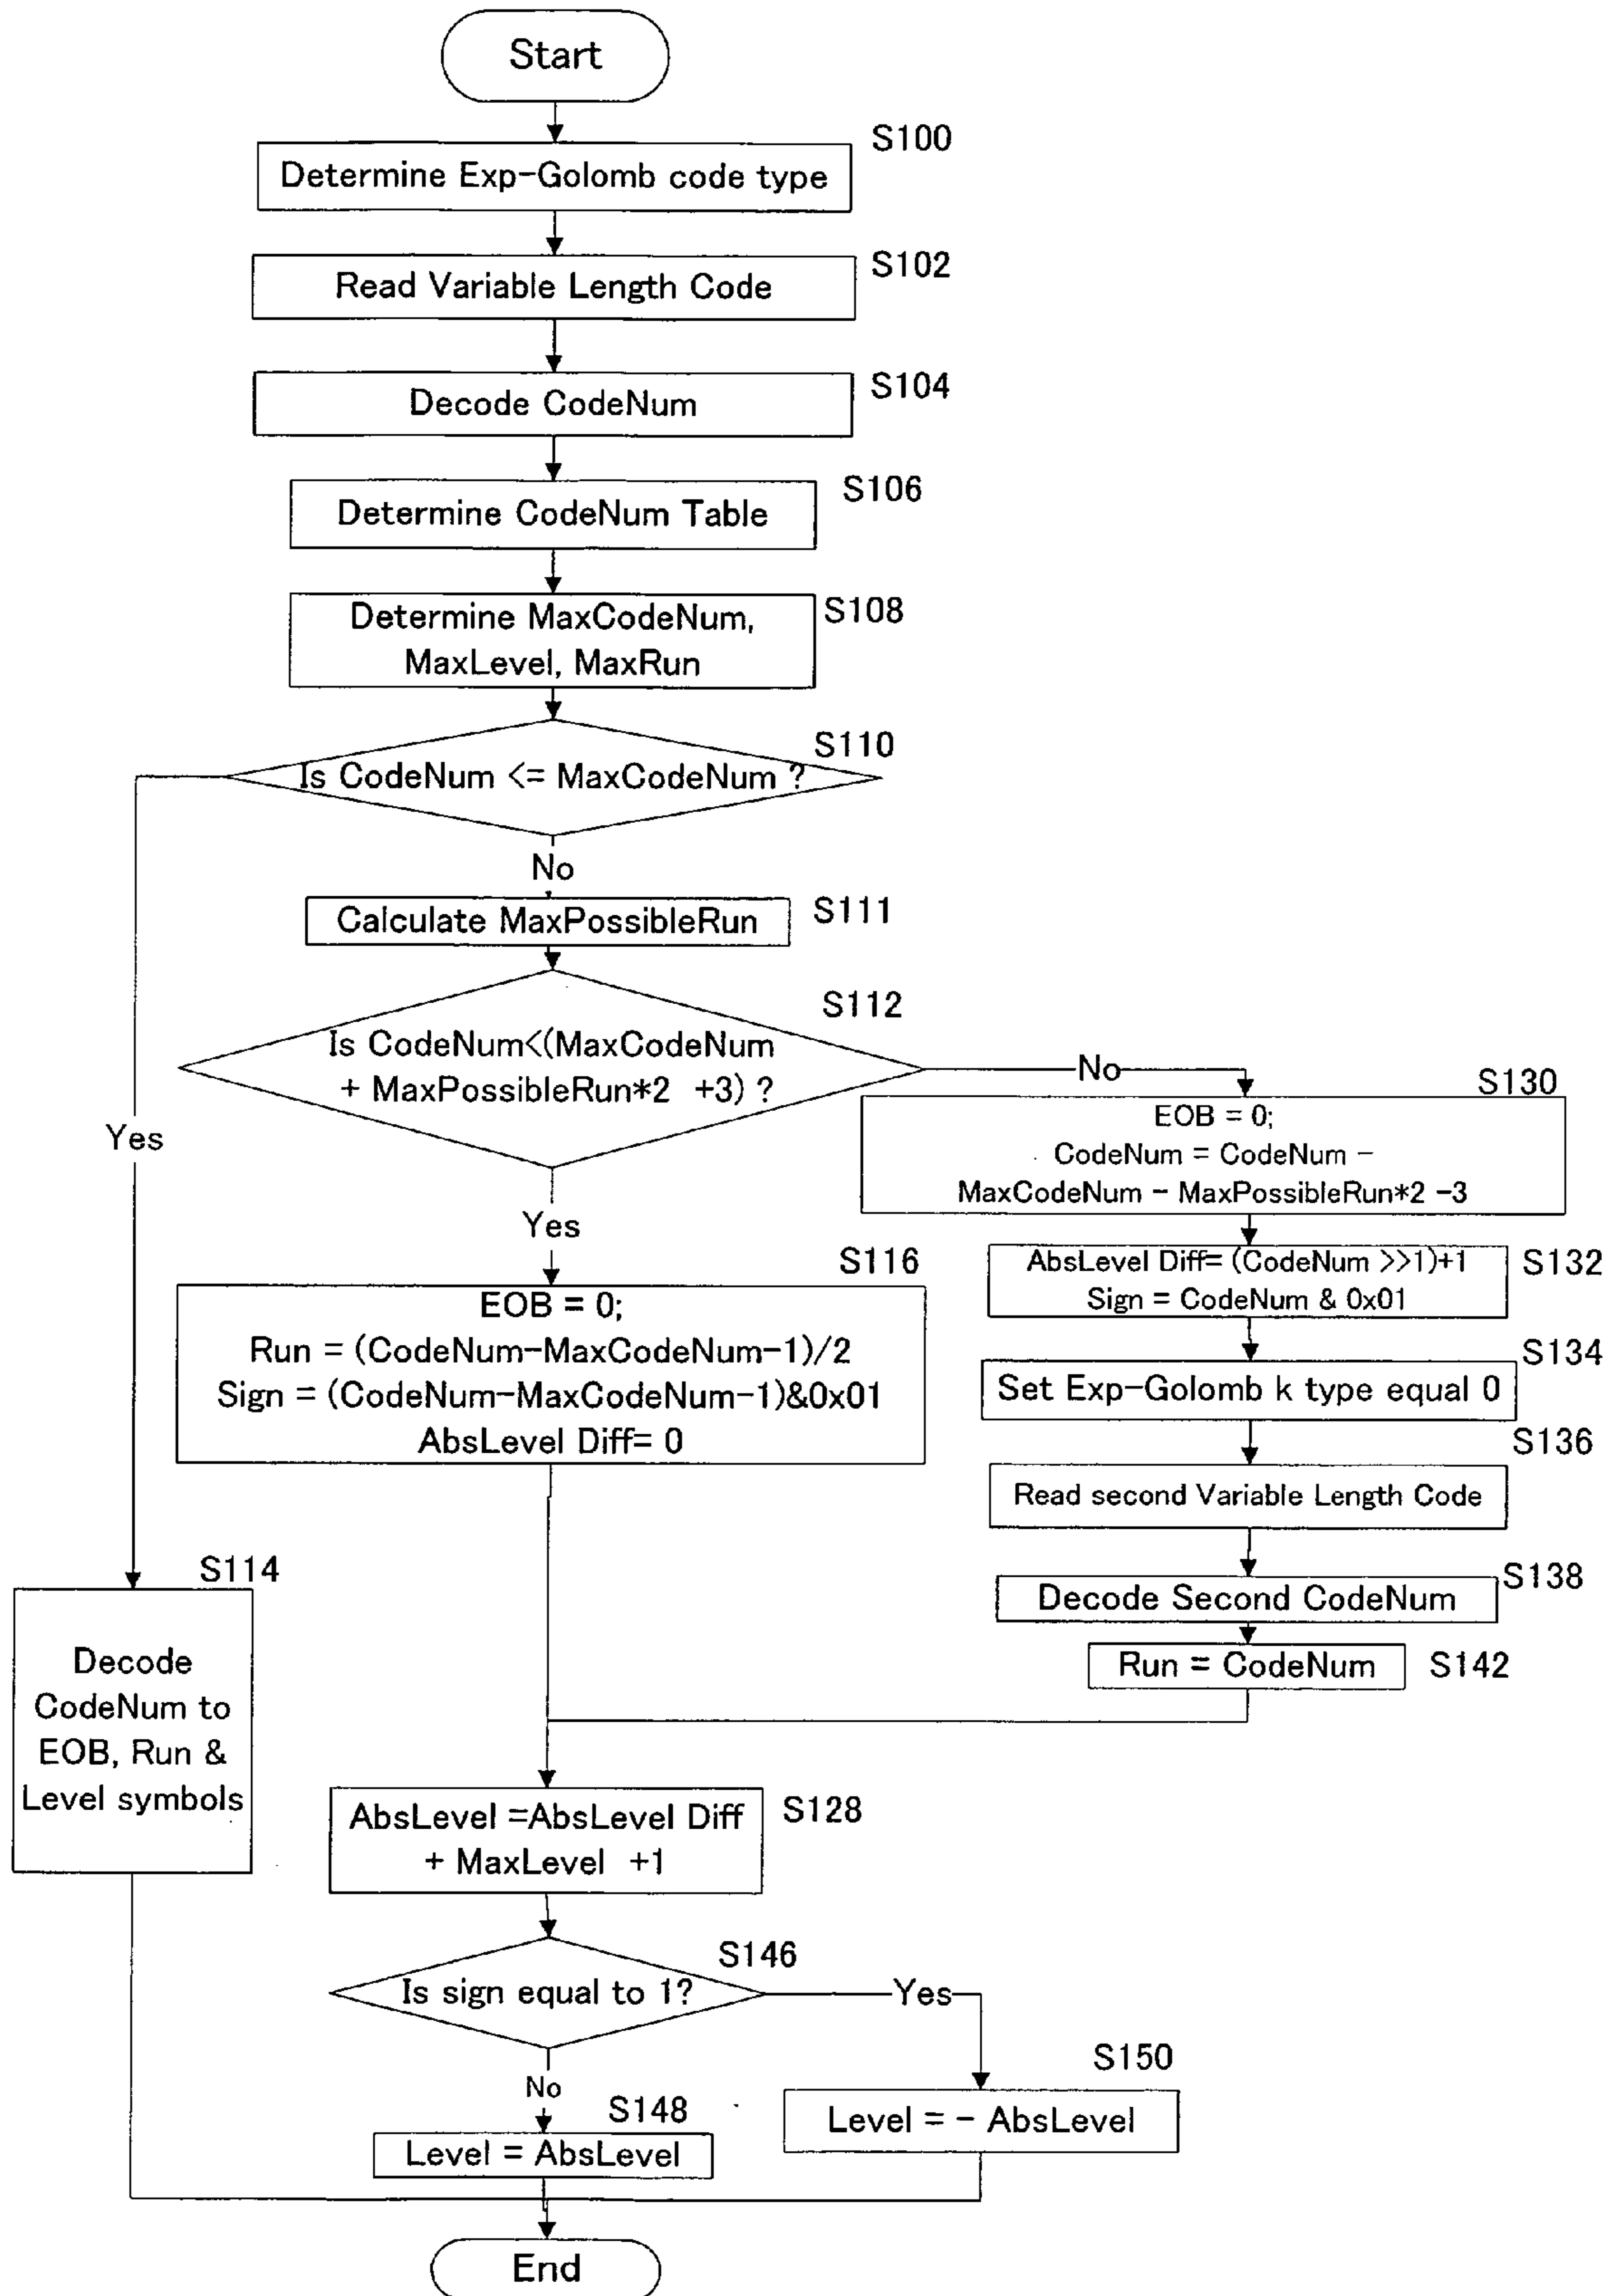 Start
S100
Determine Exp-Golomb code type
S102
Read Variable Length Code
S104
Decode CodeNum
S106
Determine CodeNum Table
S108
Determine MaxCodeNum,
MaxLevel, MaxRun
S110
Is CodeNum <= MaxCodeNum ?
No
Calculate MaxPossibleRun
S111
S112
Is CodeNum<(MaxCodeNum
+ MaxPossibleRun*2 +3) ?
No
S130
EOB = 0;
CodeNum = CodeNum -
MaxCodeNum - MaxPossibleRun*2 -3
Yes
Yes
S116
EOB = 0;
Run = (CodeNum-MaxCodeNum-1)/2
Sign = (CodeNum-MaxCodeNum-1)&0x01
AbsLevel Diff= 0
AbsLevel Diff= (CodeNum >>1)+1
Sign = CodeNum & 0x01
S132
S134
Set Exp-Golomb k type equal 0
S136
Read second Variable Length Code
S138
Decode Second CodeNum
Run = CodeNum
S142
S114
Decode
CodeNum to
EOB, Run &
Level symbols
AbsLevel =AbsLevel Diff
+ MaxLevel +1
S128
S146
Is sign equal to 1?
Yes
No
S150
Level = - AbsLevel
S148
Level = AbsLevel
End